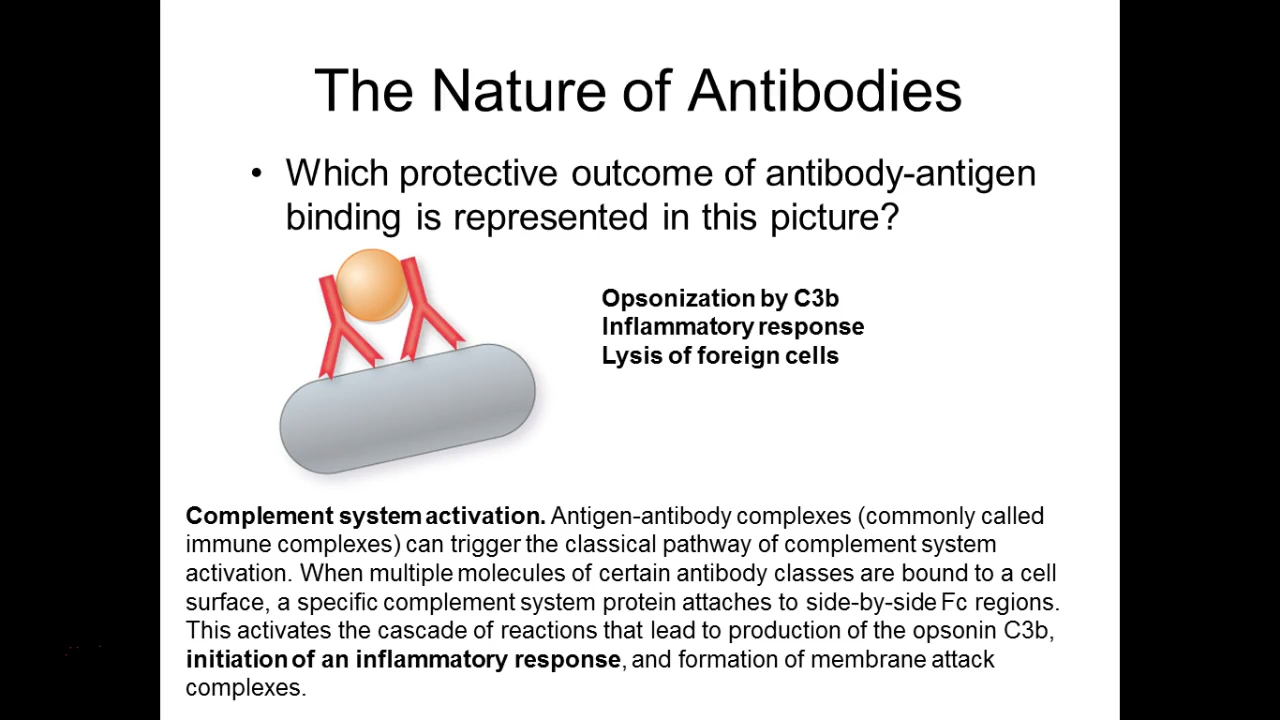 The Nature of Antibodies
• Which protective outcome of antibody-antigen
binding is represented in this picture?
Opsonization by C3b
Inflammatory response
Lysis of foreign cells
Complement system activation. Antigen-antibody complexes (commonly called
immune complexes) can trigger the classical pathway of complement system
activation. When multiple molecules of certain antibody classes are bound to a cell
surface, a specific complement system protein attaches to side-by-side Fc regions.
This activates the cascade of reactions that lead to production of the opsonin C3b,
initiation of an inflammatory response, and formation of membrane attack
complexes.